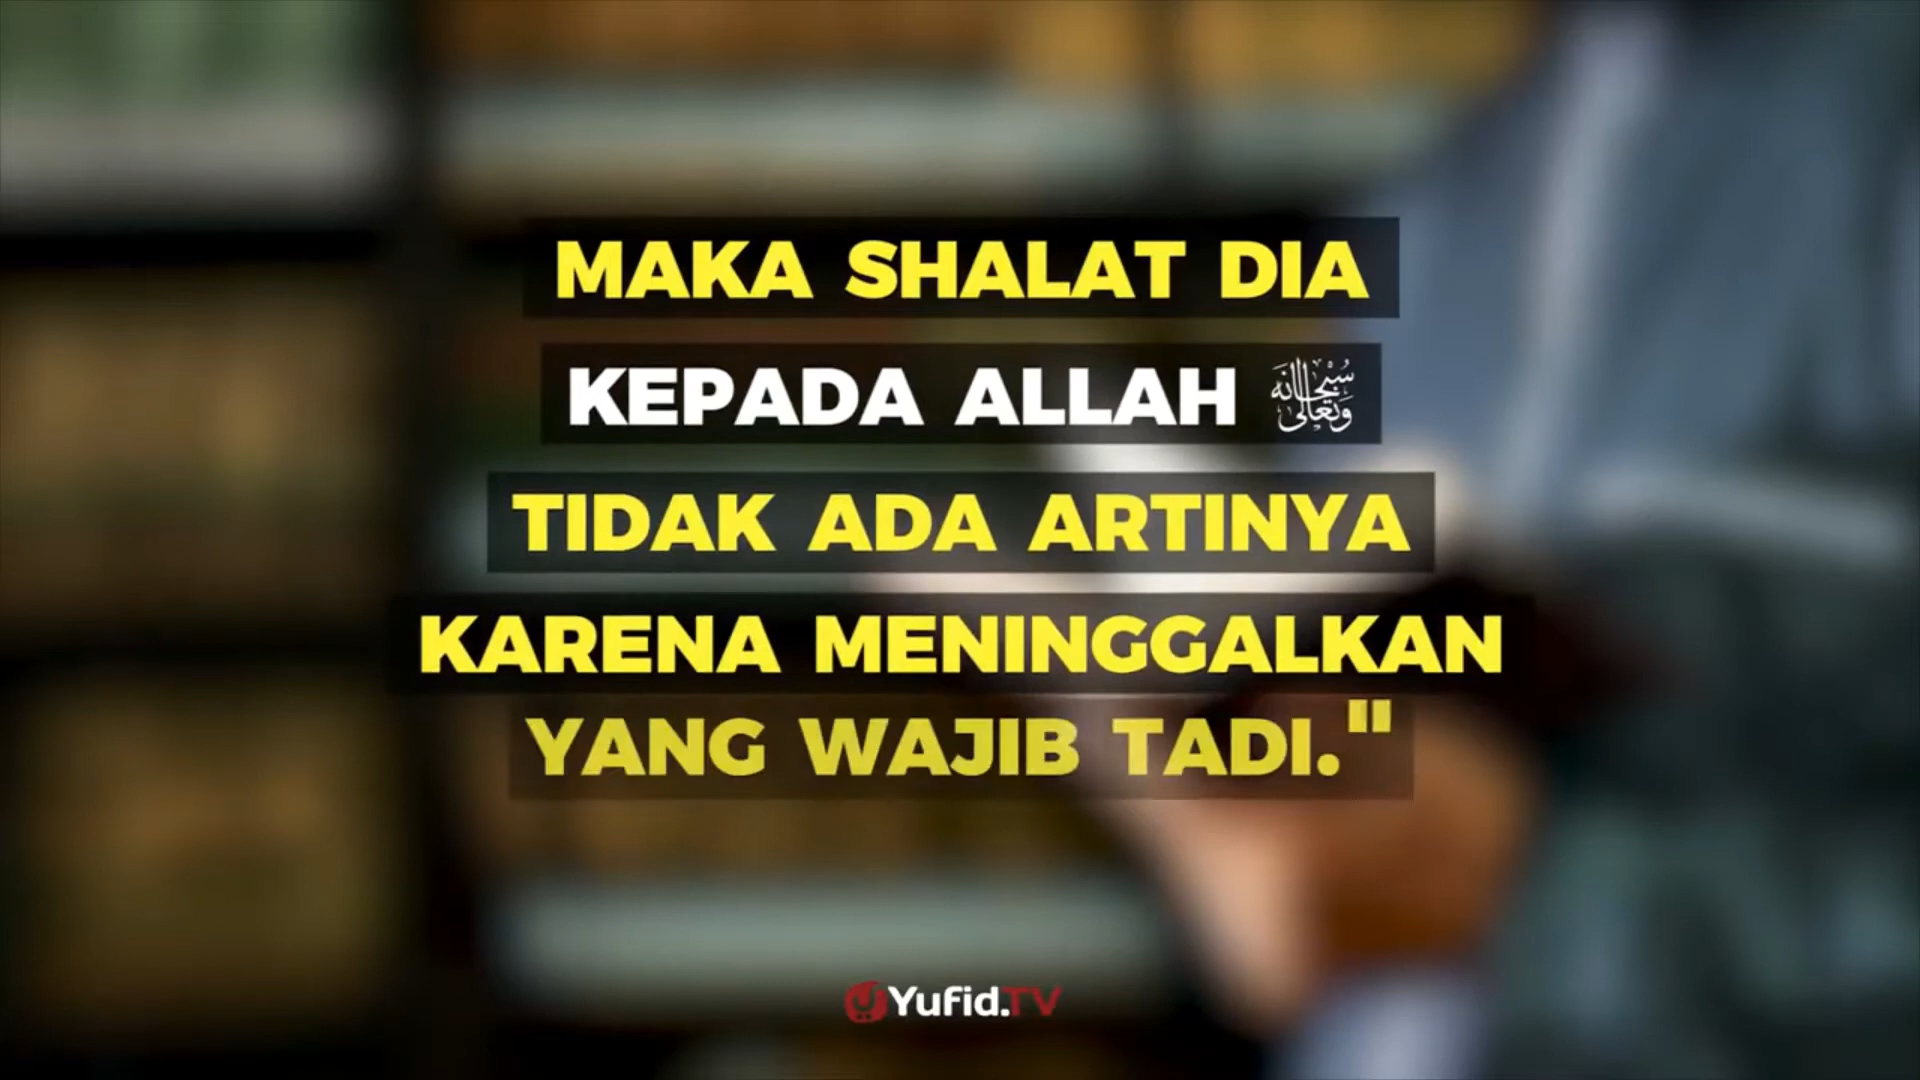 MAKA SHALAT DIA
KEPADA ALLAH سُبْحَانَهُ وَتَعَالَى
TIDAK ADA ARTINYA
KARENA MENINGGALKAN
YANG WAJIB TADI."
Yufid.TV